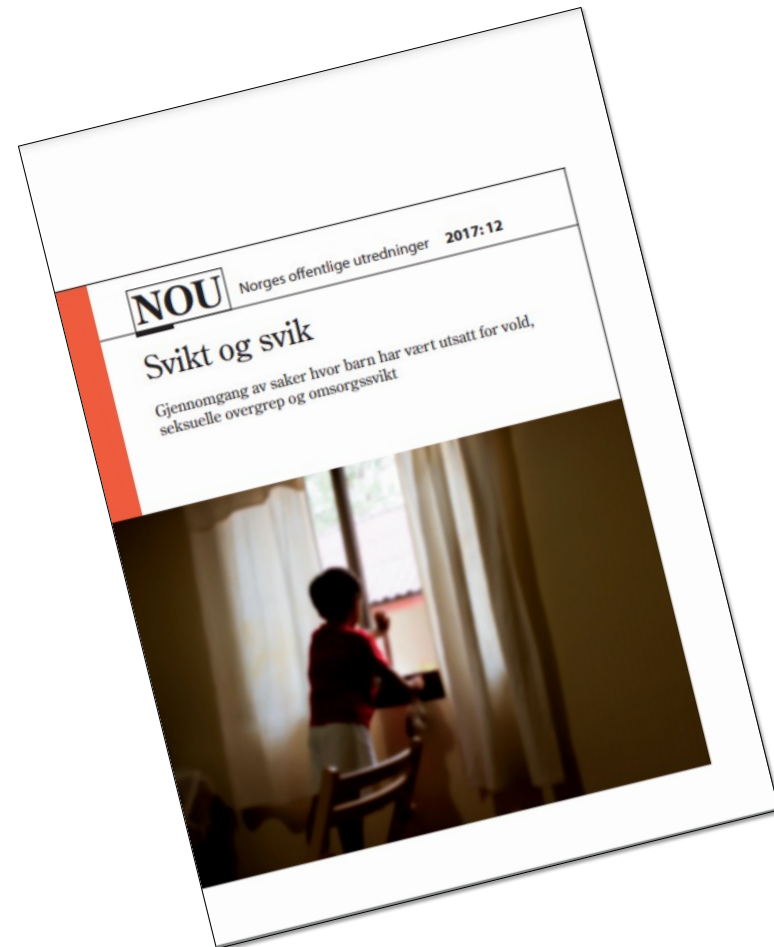 NOU Norges offentlige utredninger 2017: 12
Svikt og svik
Gjennomgang av saker hvor barn har vært utsatt for vold,
seksuelle overgrep og omsorgssvikt